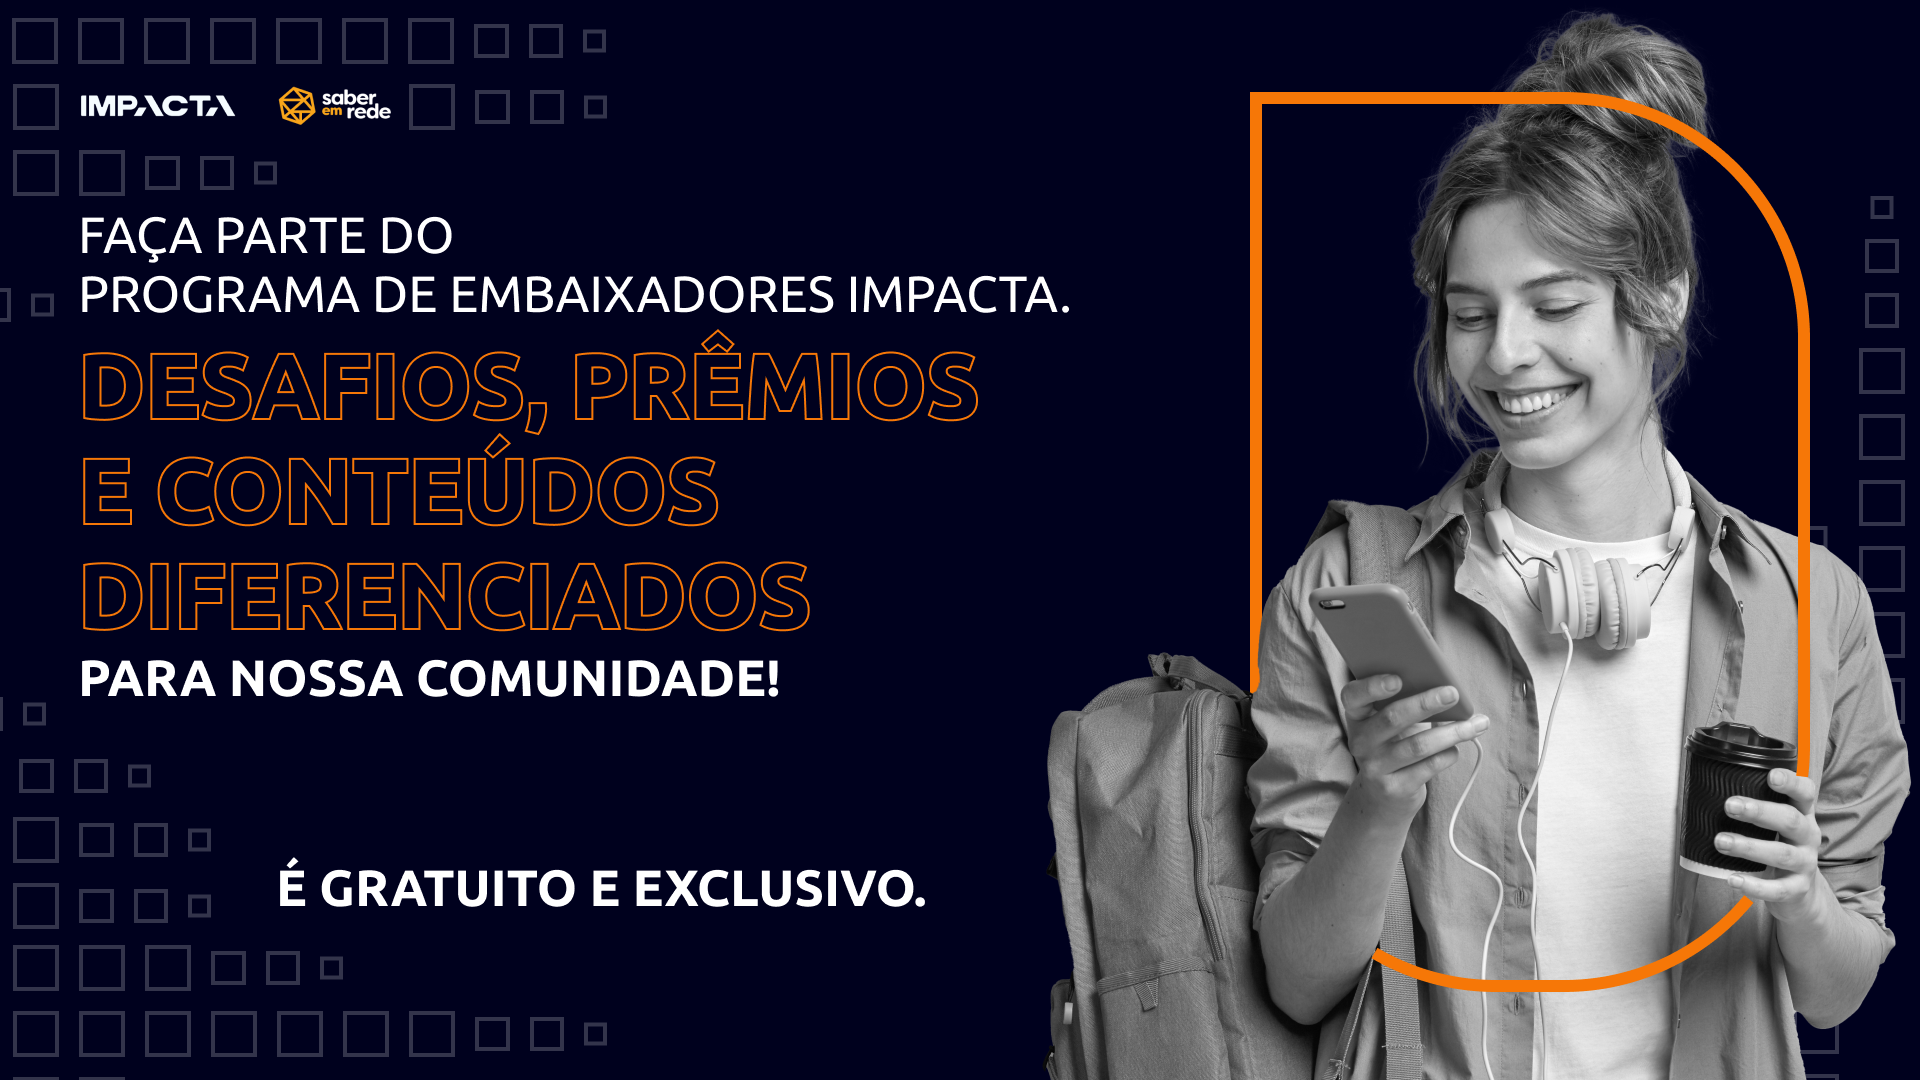 IMPACTA
saber
em rede
FAÇA PARTE DO
PROGRAMA DE EMBAIXADORES IMPACTA.
DESAFIOS, PRÊMIOS
E CONTEÚDOS
DIFERENCIADOS
PARA NOSSA COMUNIDADE!
É GRATUITO E EXCLUSIVO.